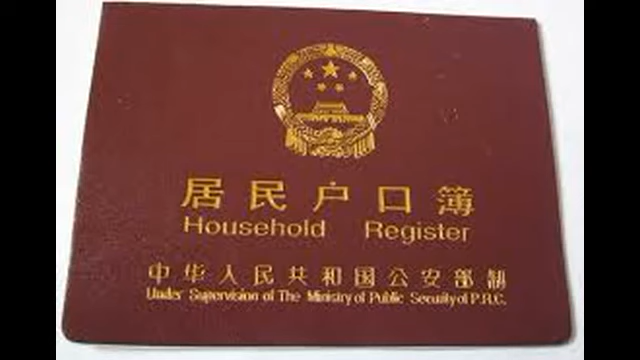 居民户口簿
Household Register
中华人民共和国公安部制
Under Supervision of The Ministry of Public Security of P.R.C.